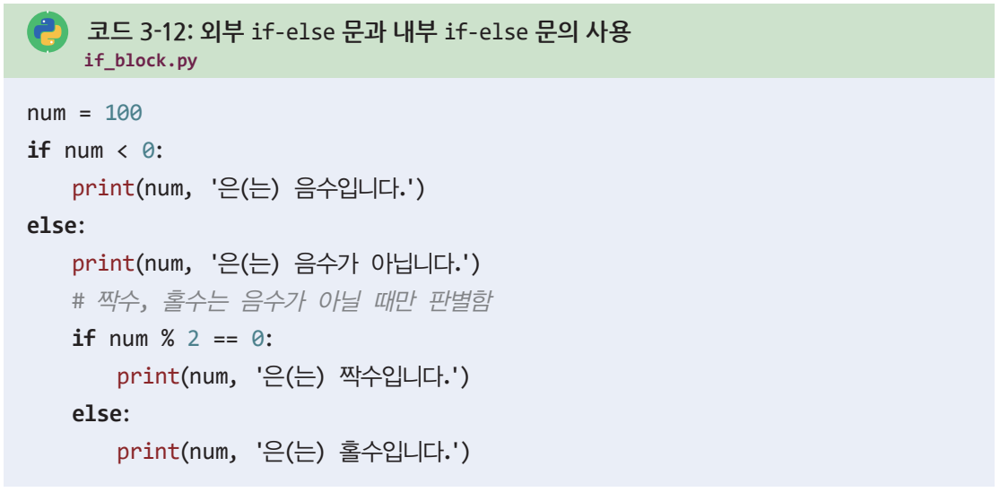 코드 3-12: 외부 if-else 문과 내부 if-else 문의 사용
if_block.py
num = 100
if num < 0:
    print(num, '은(는) 음수입니다.')
else:
    print(num, '은(는) 음수가 아닙니다.')
    # 짝수, 홀수는 음수가 아닐 때만 판별함
    if num % 2 == 0:
        print(num, '은(는) 짝수입니다.')
    else:
        print(num, '은(는) 홀수입니다.')